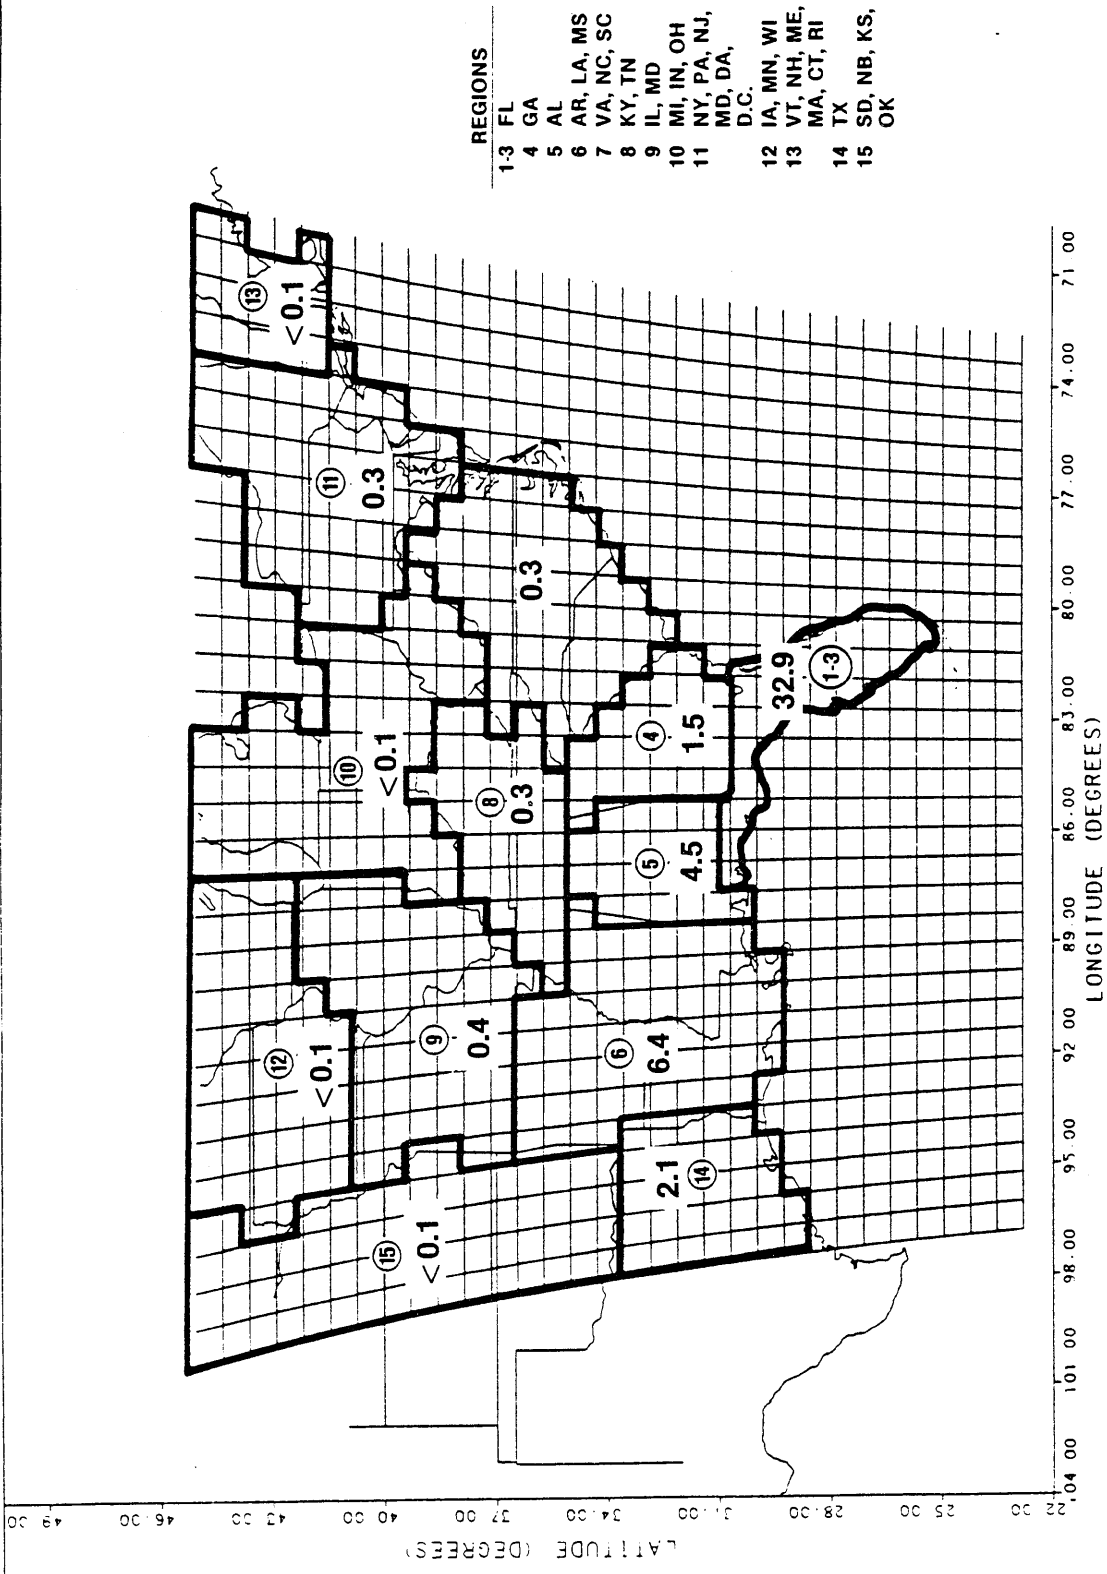 REGIONS
1-3 FL
4 GA
5 AL
6 AR, LA, MS
7 VA, NC, SC
8 KY, TN
9 IL, MD
10 MI, IN, OH
11 NY, PA, NJ,
MD, DA,
D.C.
12 IA, MN, WI
13 VT, NH, ME,
MA, CT, RI
14 TX
15 SD, NB, KS,
OK
13
< 0.1
11
0.3
0.3
10
< 0.1
8
0.3
4
1.5
5
4.5
32.9
1-3
12
< 0.1
9
0.4
6
6.4
2.1
14
15
< 0.1
LATITUDE (DEGREES)
49.00
46.00
43.00
40.00
37.00
34.00
31.00
28.00
25.00
22.00
104.00
101.00
98.00
95.00
92.00
89.00
86.00
83.00
80.00
77.00
74.00
71.00
LONGITUDE (DEGREES)